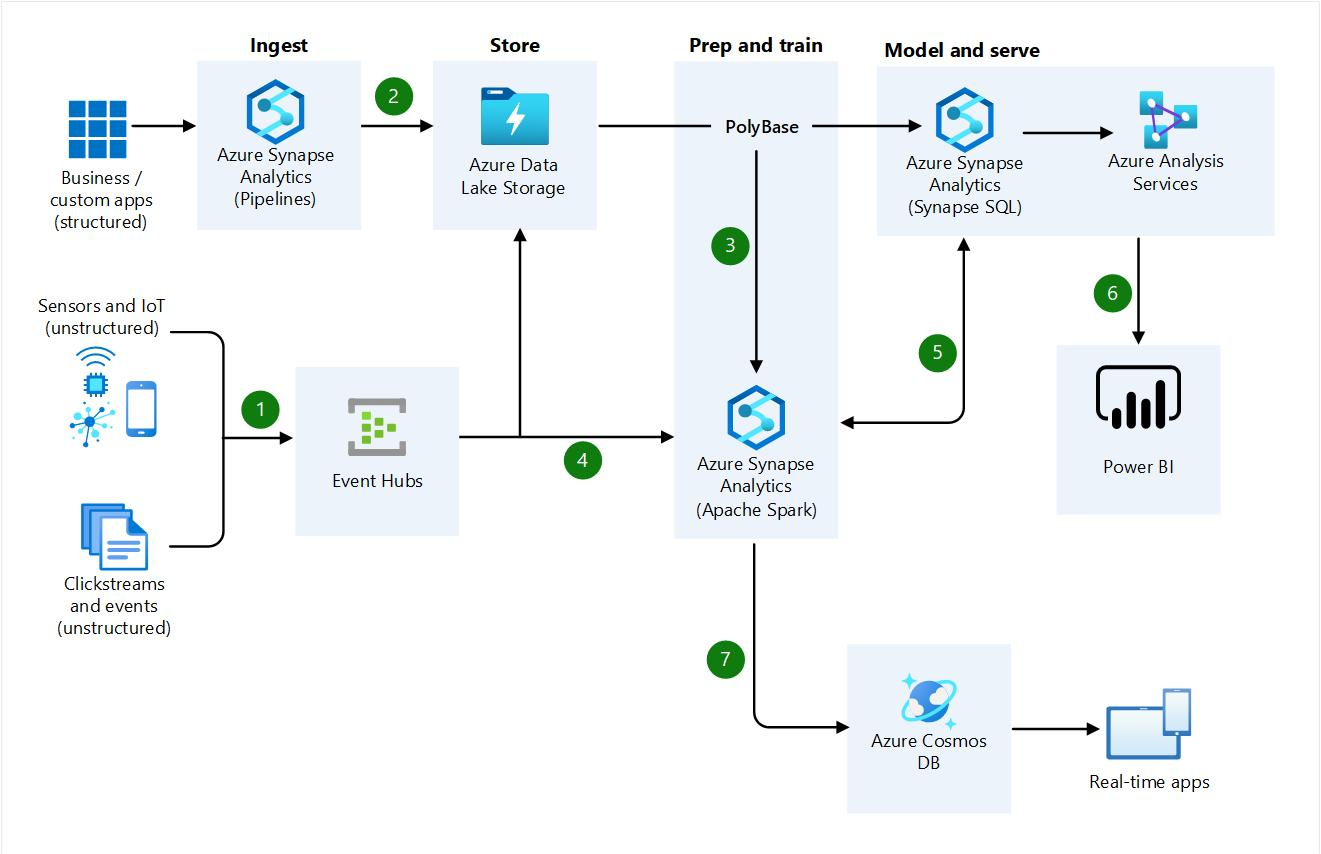 Ingest
Store
Prep and train
Model and serve
2
PolyBase
Azure Synapse
Analytics
(Pipelines)
Azure Data
Lake Storage
Azure Synapse
Analytics
(Synapse SQL)
Azure Analysis
Services
Business /
custom apps
(structured)
3
6
Sensors and IoT
(unstructured)
5
1
4
Event Hubs
Azure Synapse
Analytics
(Apache Spark)
Power BI
Clickstreams
and events
(unstructured)
7
Azure Cosmos
DB
Real-time apps